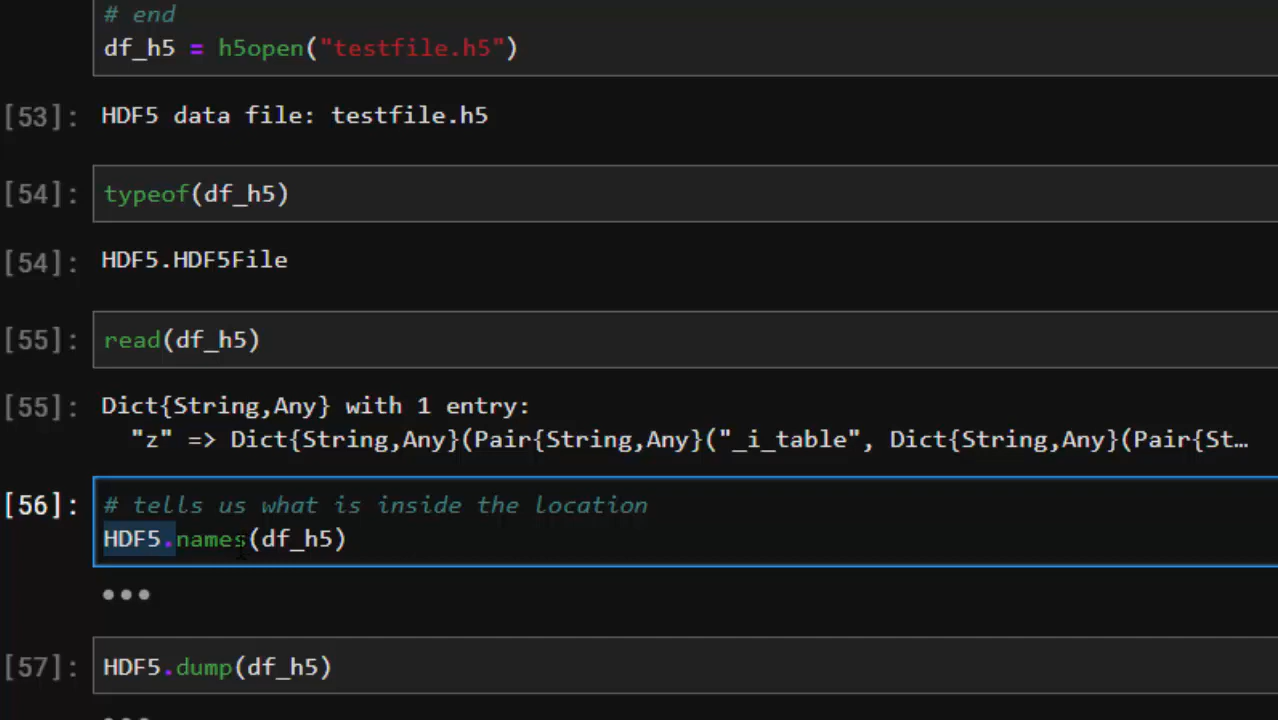 # end
df_h5 = h5open("testfile.h5")
[53]: HDF5 data file: testfile.h5
[54]: typeof(df_h5)
[54]: HDF5.HDF5File
[55]: read(df_h5)
[55]: Dict{String,Any} with 1 entry:
"z" => Dict{String,Any}(Pair{String,Any}("_i_table", Dict{String,Any}(Pair{St…
[56]: # tells us what is inside the location
HDF5.names(df_h5)
[57]: HDF5.dump(df_h5)